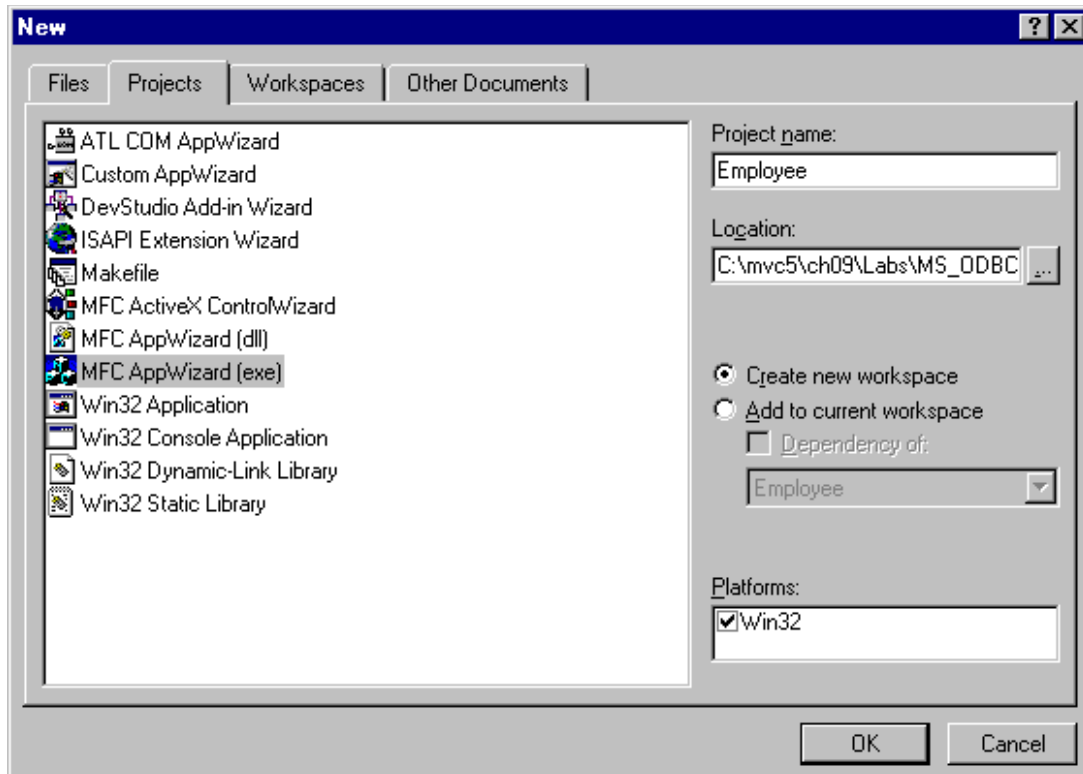 New
Files Projects Workspaces Other Documents
ATL COM AppWizard
Custom AppWizard
DevStudio Add-in Wizard
ISAPI Extension Wizard
Makefile
MFC ActiveX ControlWizard
MFC AppWizard (dll)
MFC AppWizard (exe)
Win32 Application
Win32 Console Application
Win32 Dynamic-Link Library
Win32 Static Library
Project name:
Employee
Location:
C:\mvc5\ch09\Labs\MS_ODBC
...
Create new workspace
Add to current workspace
Dependency of:
Employee
Platforms:
Win32
OK Cancel